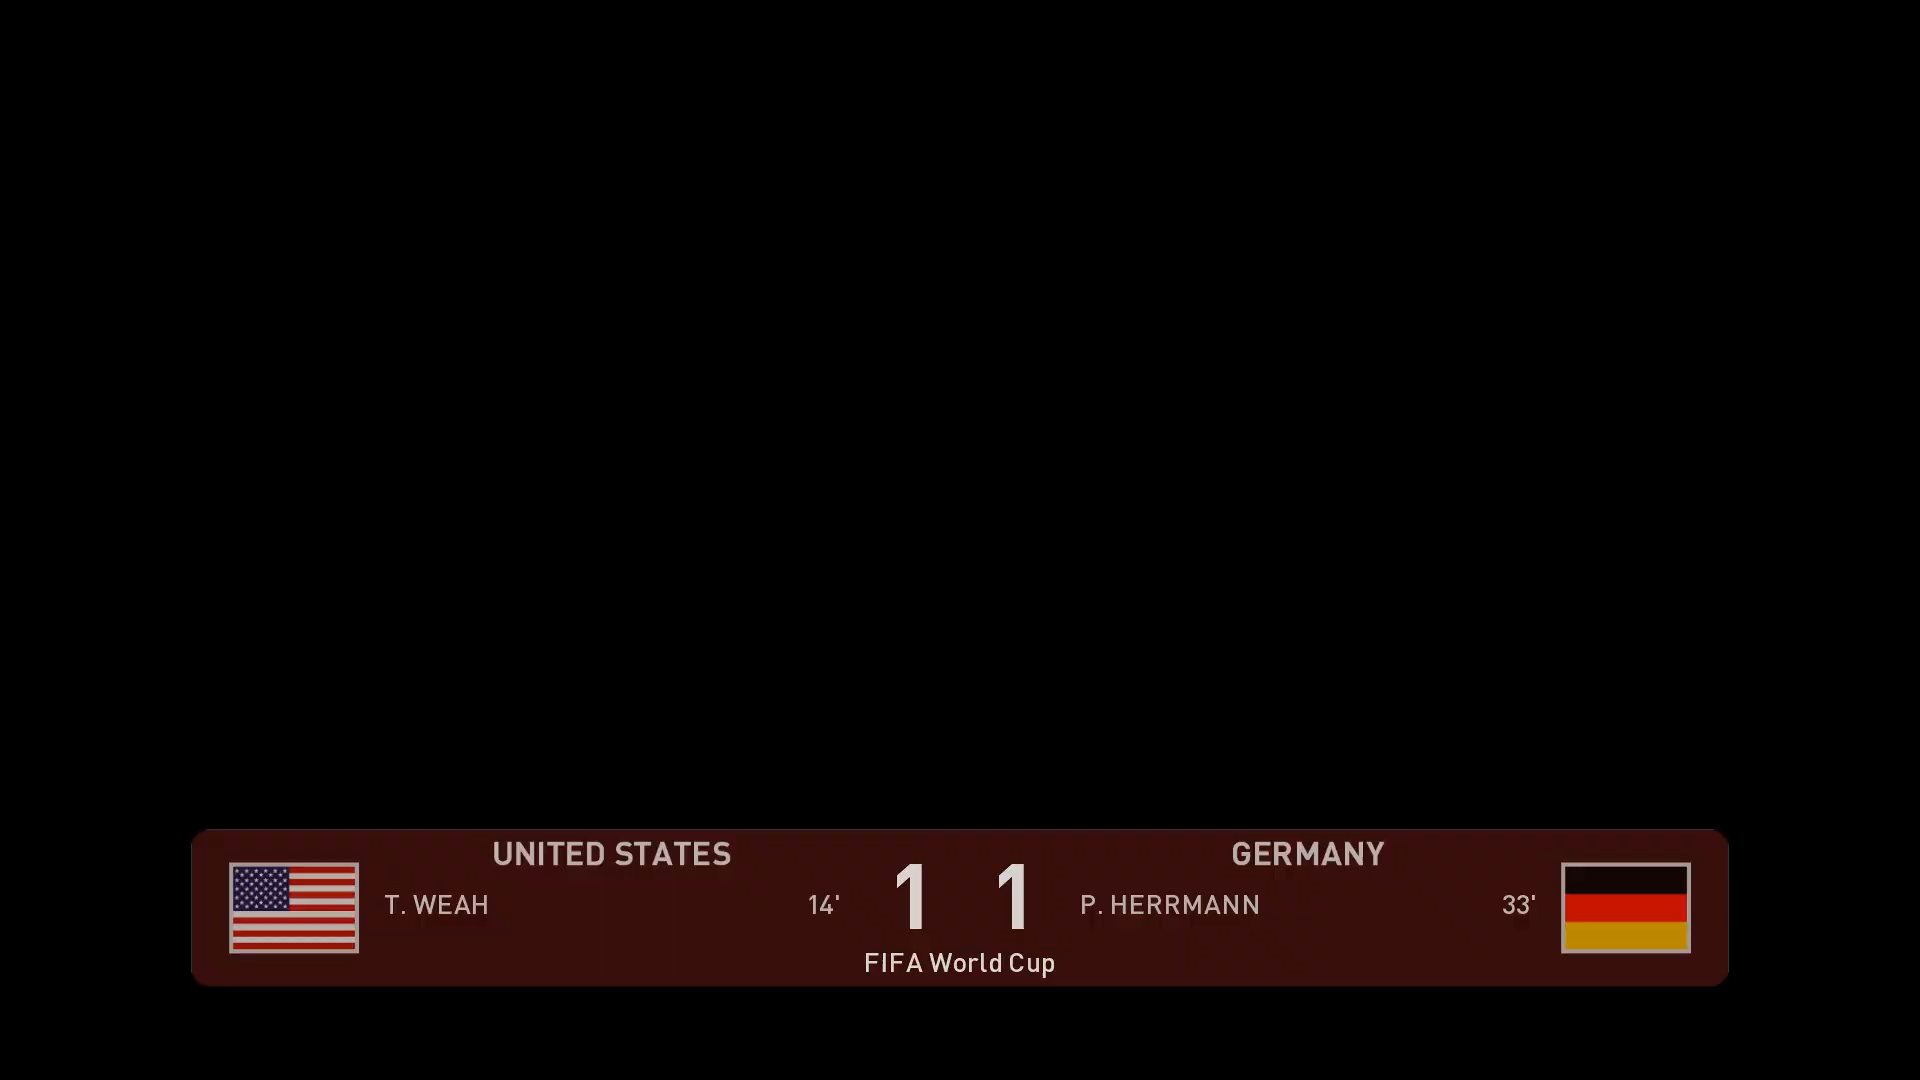 UNITED STATES
T. WEAH 14'
1 1
GERMANY
P. HERRMANN 33'
FIFA World Cup